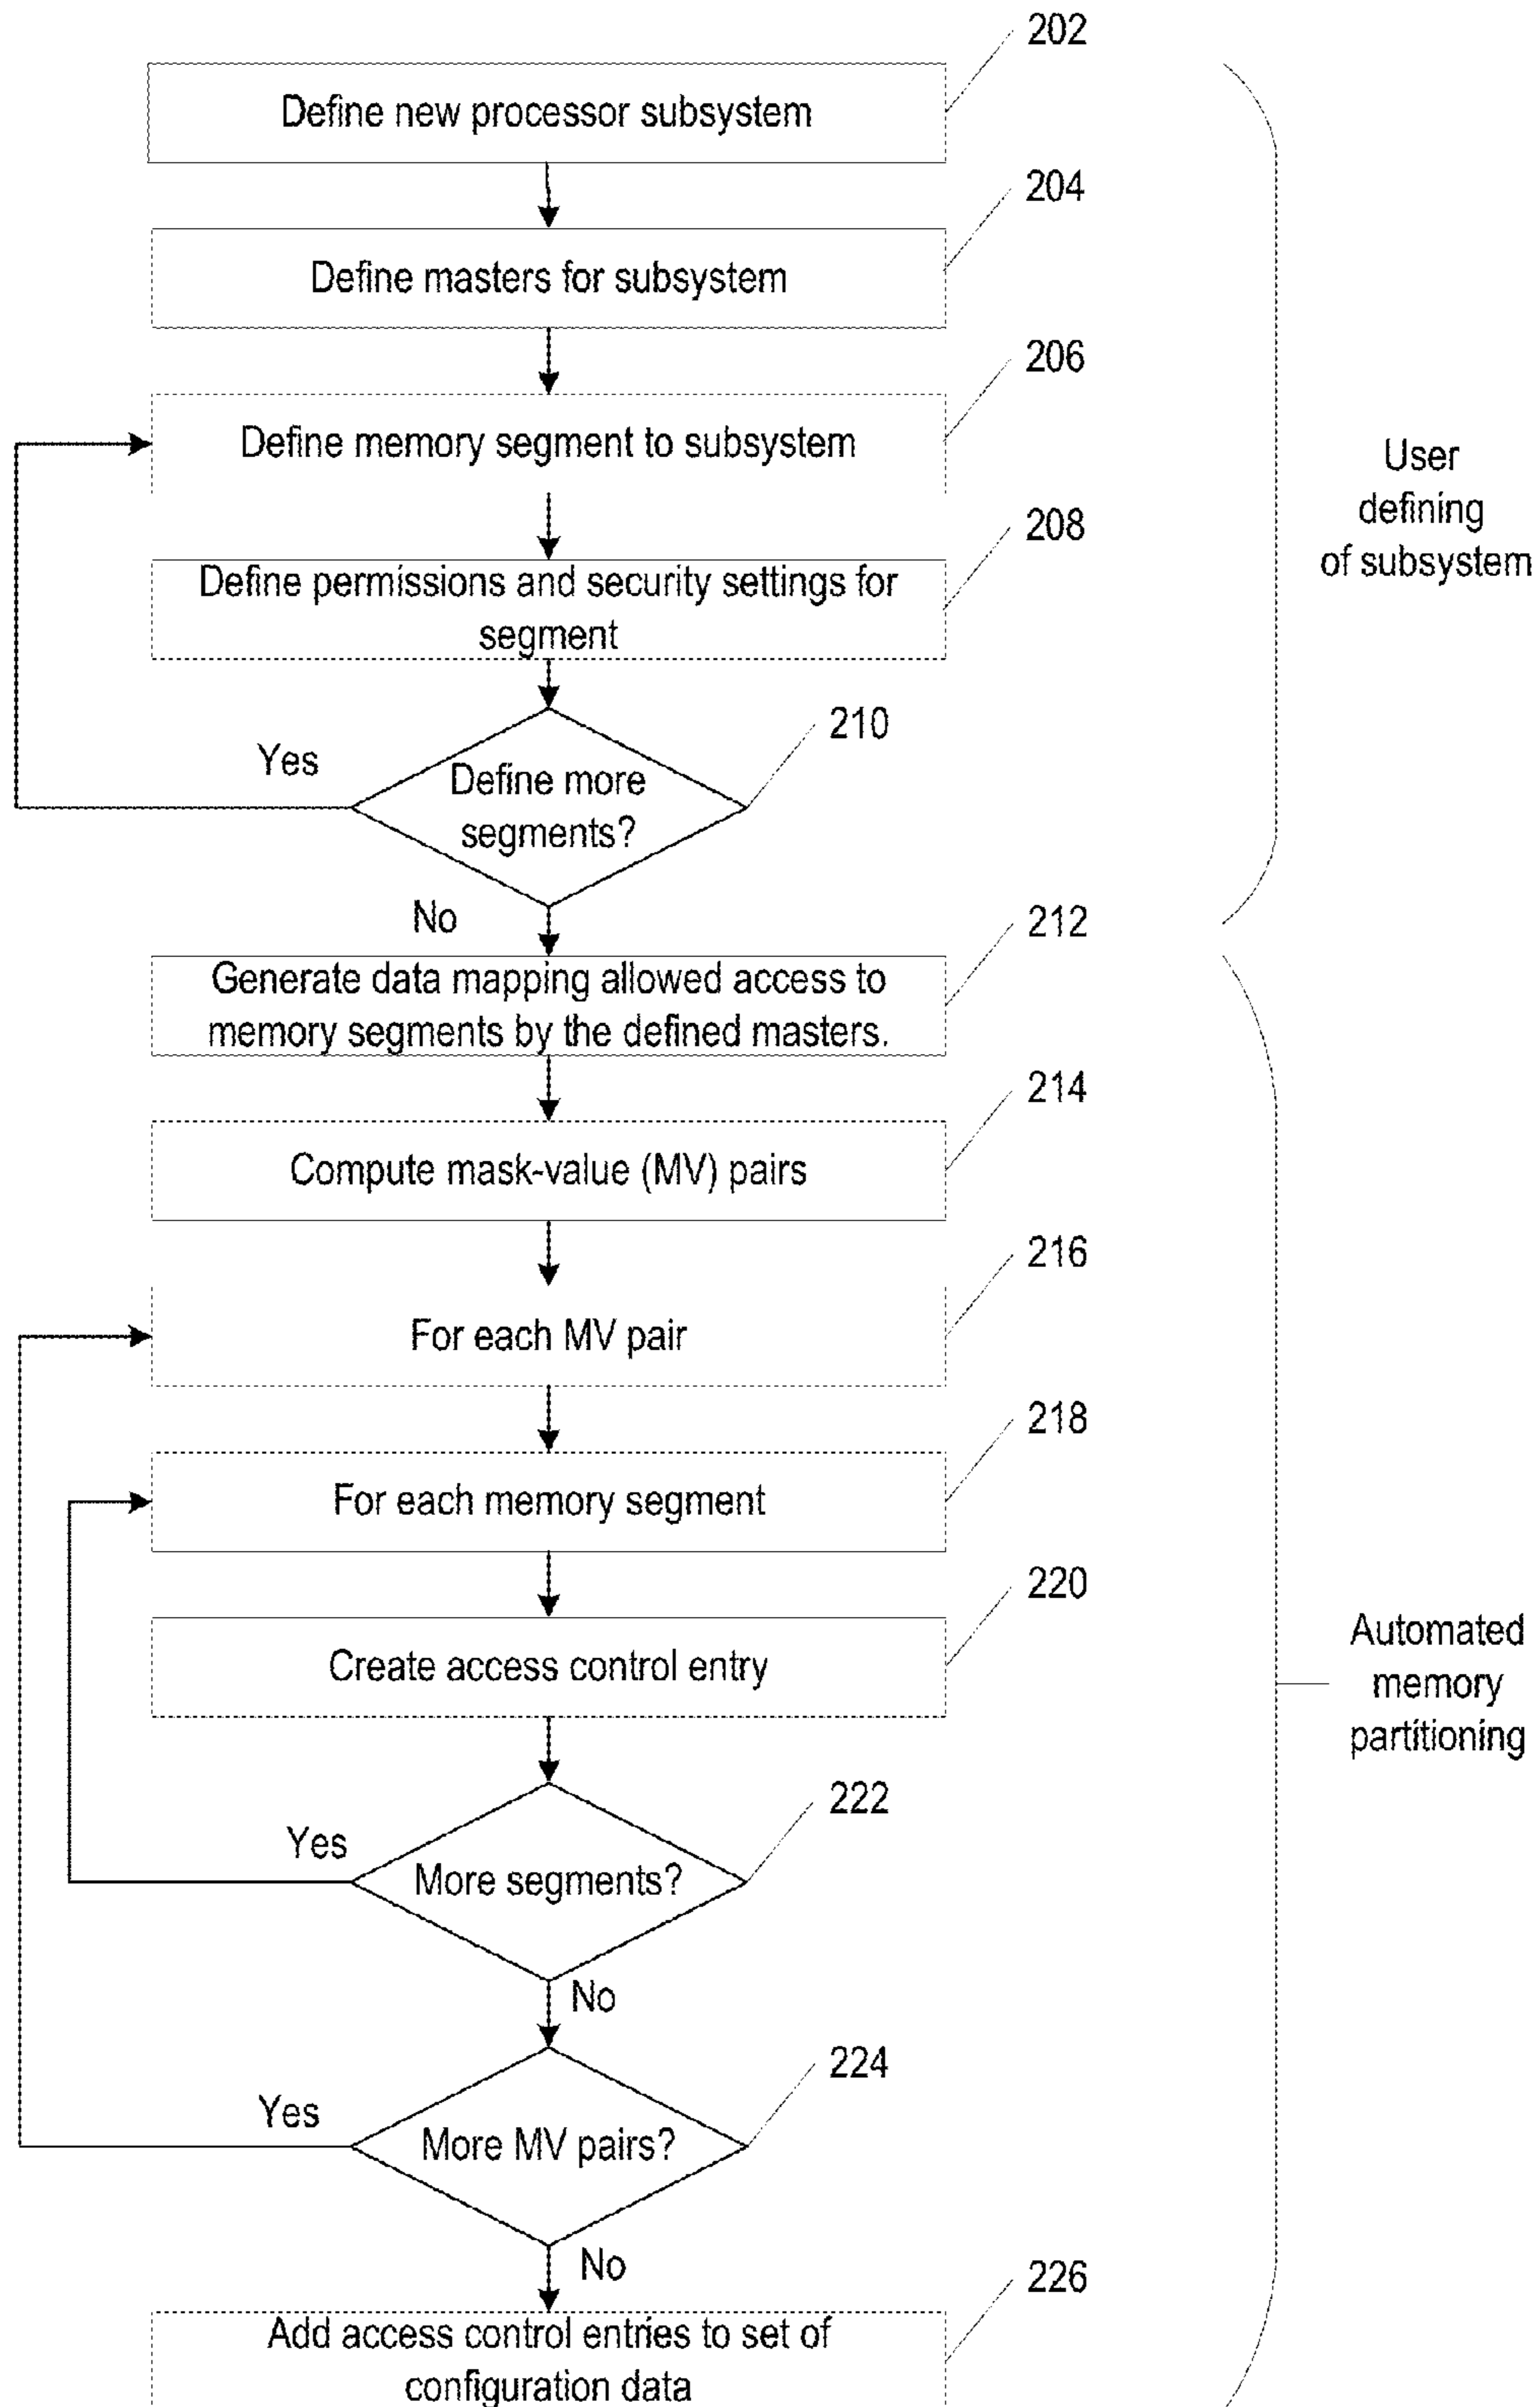 202
Define new processor subsystem
204
Define masters for subsystem
206
Define memory segment to subsystem
User
defining
of subsystem
208
Define permissions and security settings for
segment
210
Yes
Define more
segments?
No
212
Generate data mapping allowed access to
memory segments by the defined masters.
214
Compute mask-value (MV) pairs
216
For each MV pair
218
For each memory segment
220
Create access control entry
Automated
memory
partitioning
222
Yes
More segments?
No
224
Yes
More MV pairs?
No
226
Add access control entries to set of
configuration data